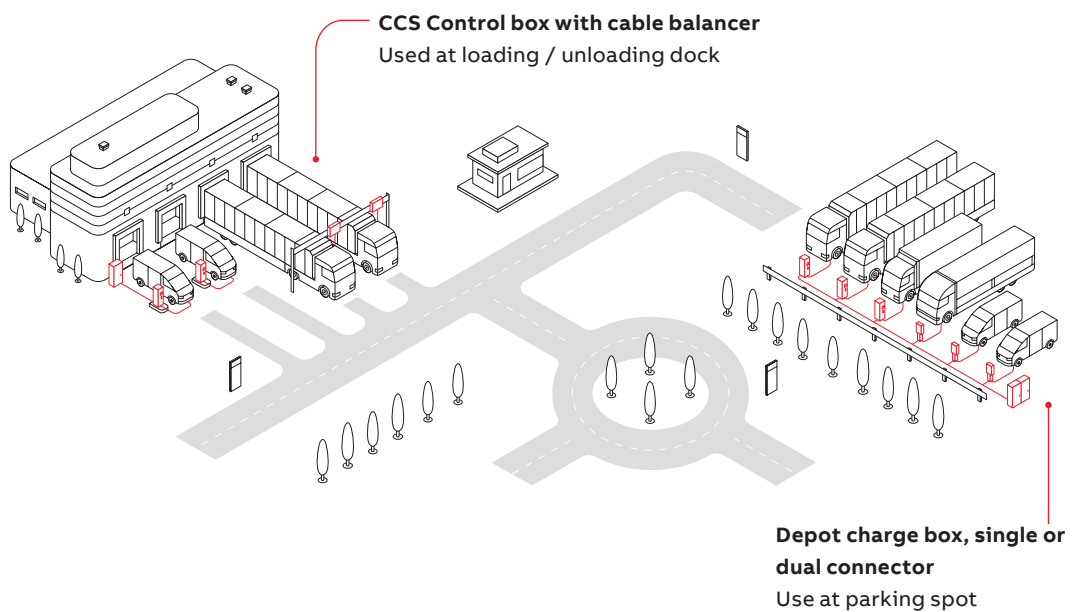 CCS Control box with cable balancer
Used at loading / unloading dock
Depot charge box, single or
dual connector
Use at parking spot